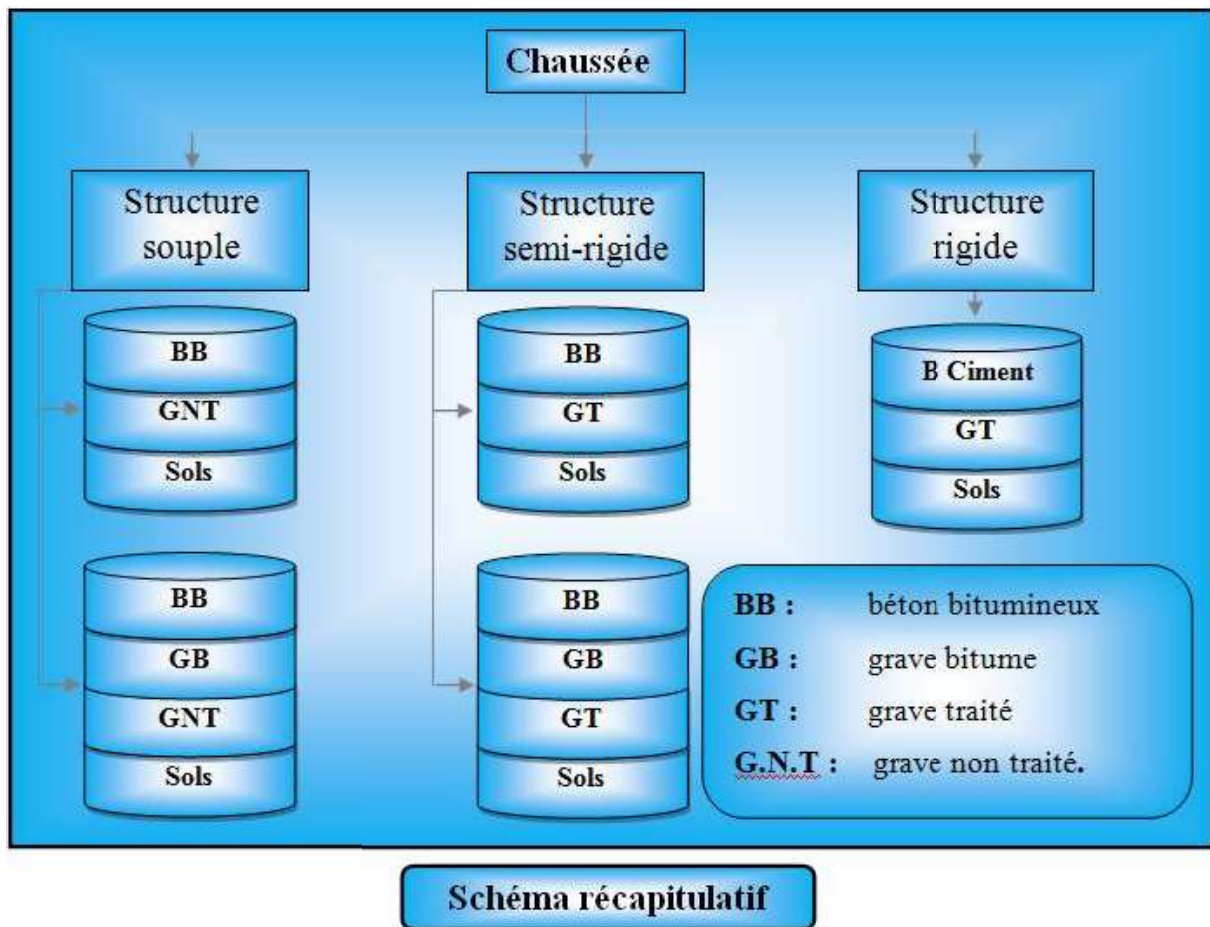 Chaussée
Structure
souple
Structure
semi-rigide
Structure
rigide
BB
GNT
Sols
BB
GB
GNT
Sols
BB
GT
Sols
BB
GB
GT
Sols
B Ciment
GT
Sols
BB : béton bitumineux
GB : grave bitume
GT : grave traité
G.N.T : grave non traité.
Schéma récapitulatif